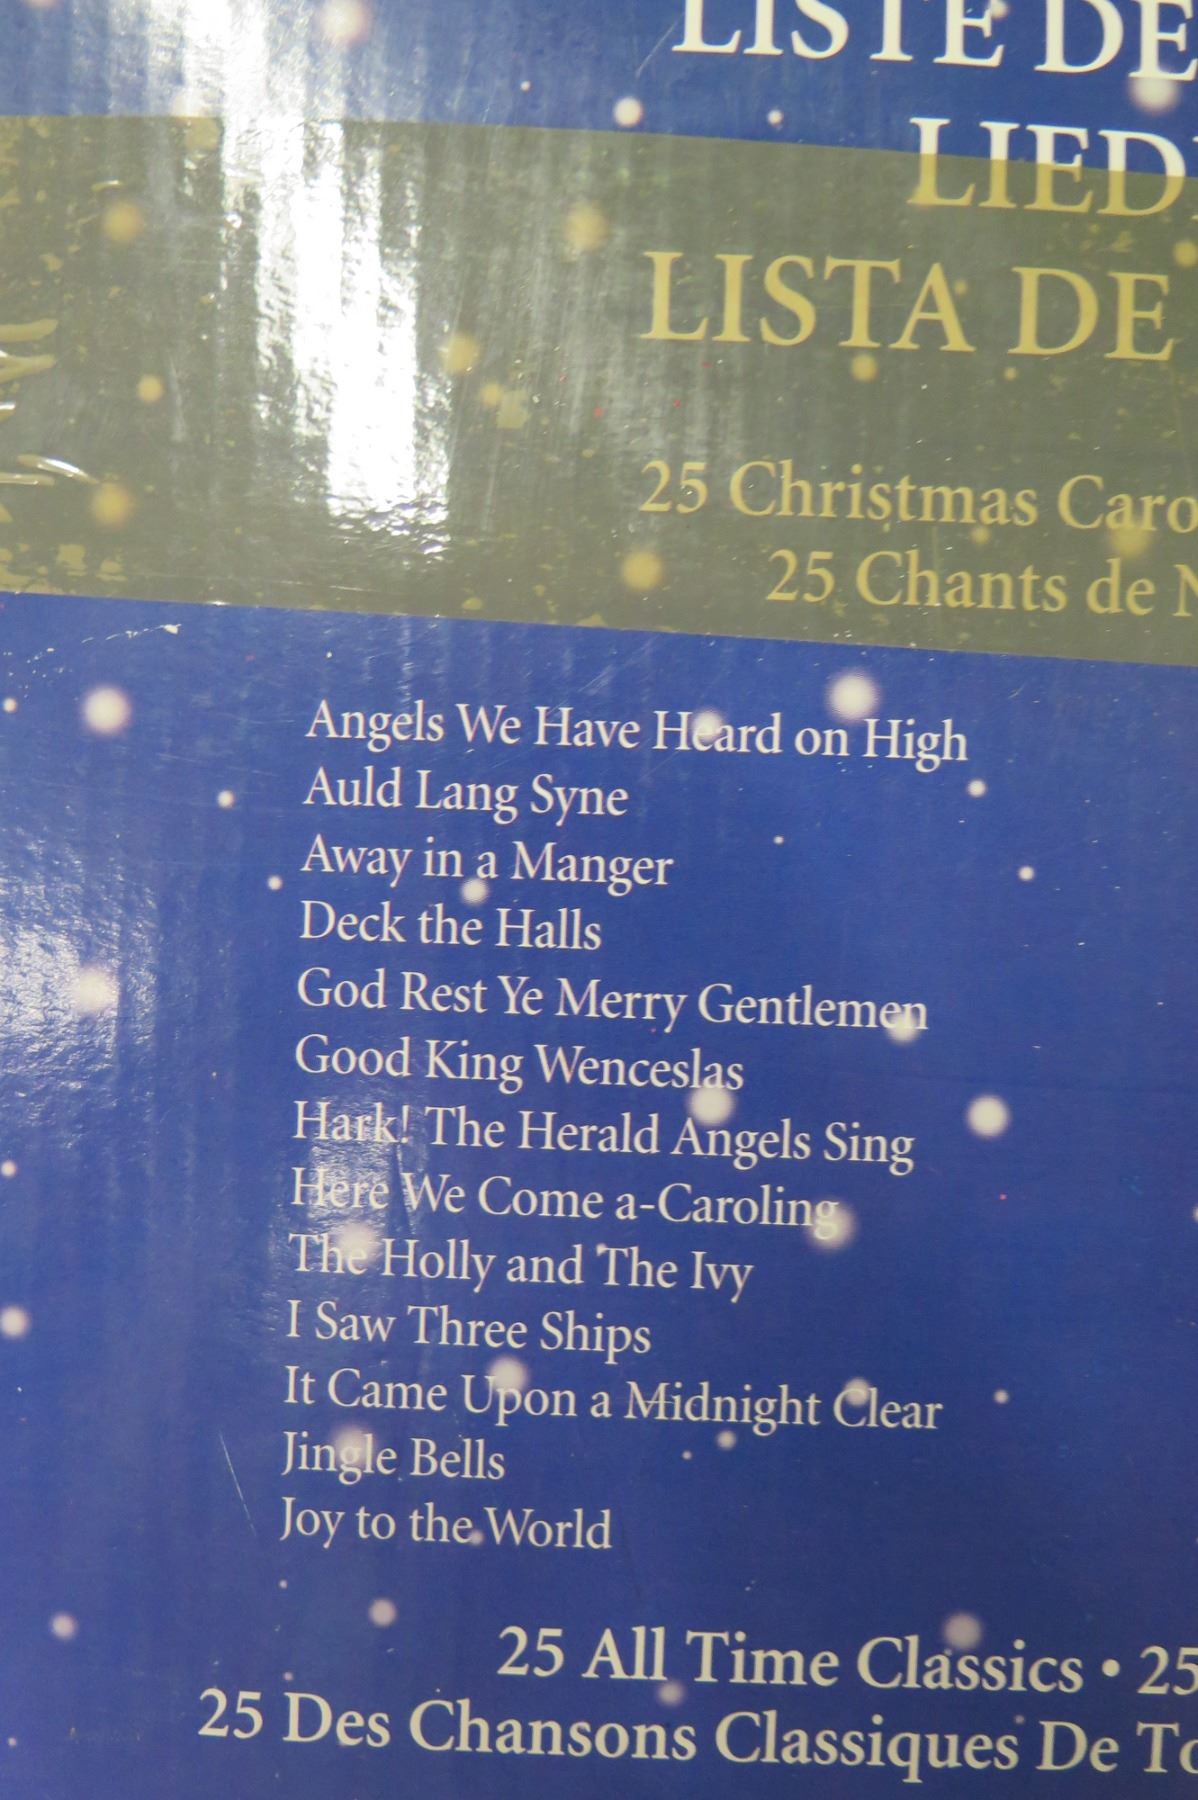 LISTE DE
LIED
LISTA DE
25 Christmas Caro
25 Chants de N
Angels We Have Heard on High
Auld Lang Syne
Away in a Manger
Deck the Halls
God Rest Ye Merry Gentlemen
Good King Wenceslas
Hark! The Herald Angels Sing
Here We Come a-Caroling
The Holly and The Ivy
I Saw Three Ships
It Came Upon a Midnight Clear
Jingle Bells
Joy to the World
25 All Time Classics • 25
25 Des Chansons Classiques De To